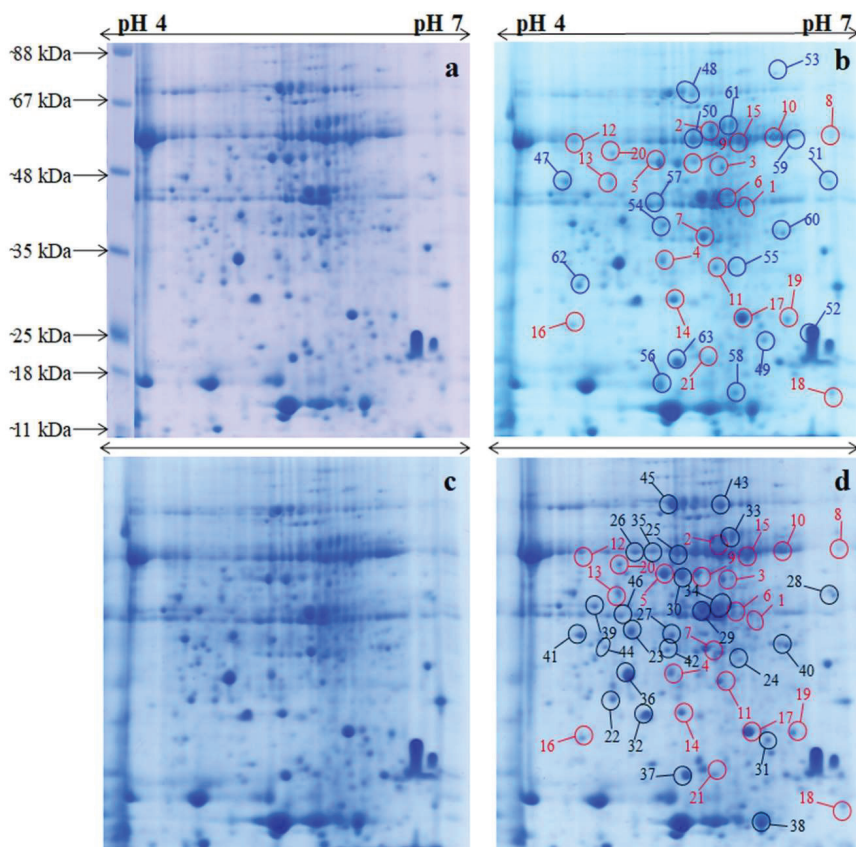 pH 4 pH 7 pH 4 pH 7
88 kDa a b 53
48
67 kDa
61
50 15 10 8
2
12
9
20 59
48 kDa 47 13 5 3 51
57
6 1
54 60
7
35 kDa 4 55
62
11 17 19
14
16 52
25 kDa
63
18 kDa 56 21 58 49
18
11 kDa
c d
45 43
33
26 35 25 2 15 10 8
12
20 9
13 5 3 28
46 30 34 6 1
27
41 39 44 23 42 7 29 40
4 24
36
11 17 19
22 32 14
16 31
37 21
18
38